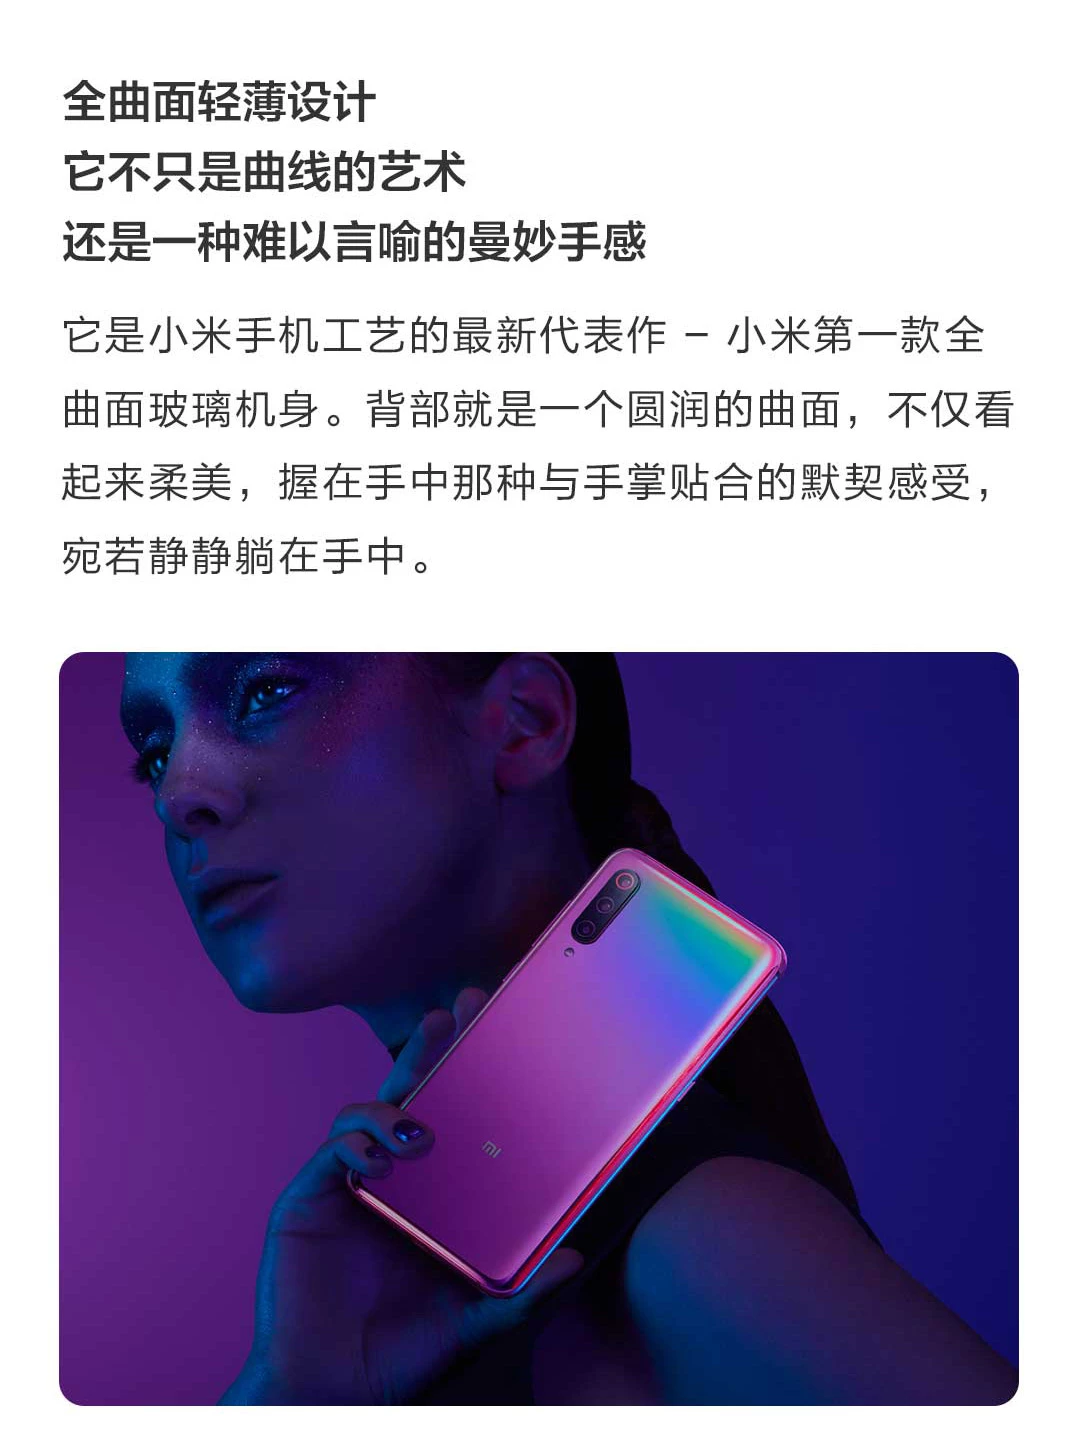 全曲面轻薄设计
它不只是曲线的艺术
还是一种难以言喻的曼妙手感
它是小米手机工艺的最新代表作 – 小米第一款全
曲面玻璃机身。背部就是一个圆润的曲面，不仅看
起来柔美，握在手中那种与手掌贴合的默契感受，
宛若静静躺在手中。
mi